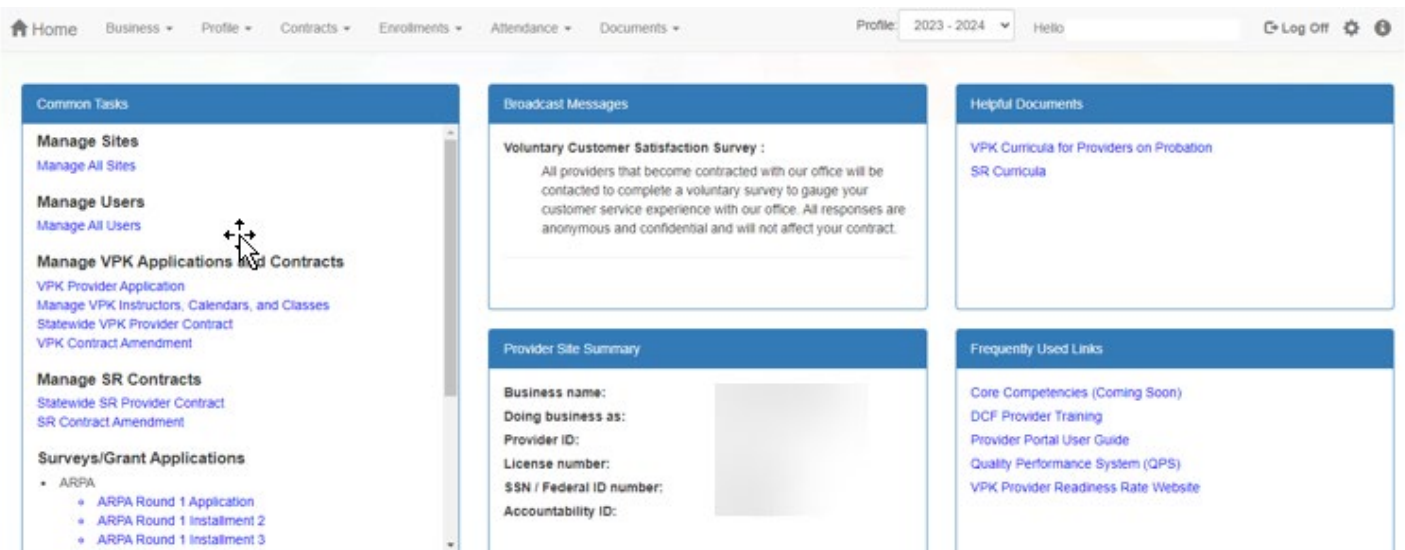 Home Business Profile Contracts Enrollments Attendance Documents Profile: 2023 - 2024 Hello Log Off
Common Tasks
Manage Sites
Manage All Sites
Manage Users
Manage All Users
Manage VPK Applications and Contracts
VPK Provider Application
Manage VPK Instructors, Calendars, and Classes
Statewide VPK Provider Contract
VPK Contract Amendment
Manage SR Contracts
Statewide SR Provider Contract
SR Contract Amendment
Surveys/Grant Applications
ARPA
ARPA Round 1 Application
ARPA Round 1 Installment 2
ARPA Round 1 Installment 3
Broadcast Messages
Voluntary Customer Satisfaction Survey :
All providers that become contracted with our office will be
contacted to complete a voluntary survey to gauge your
customer service experience with our office. All responses are
anonymous and confidential and will not affect your contract.
Provider Site Summary
Business name:
Doing business as:
Provider ID:
License number:
SSN / Federal ID number:
Accountability ID:
Helpful Documents
VPK Curricula for Providers on Probation
SR Curricula
Frequently Used Links
Core Competencies (Coming Soon)
DCF Provider Training
Provider Portal User Guide
Quality Performance System (QPS)
VPK Provider Readiness Rate Website